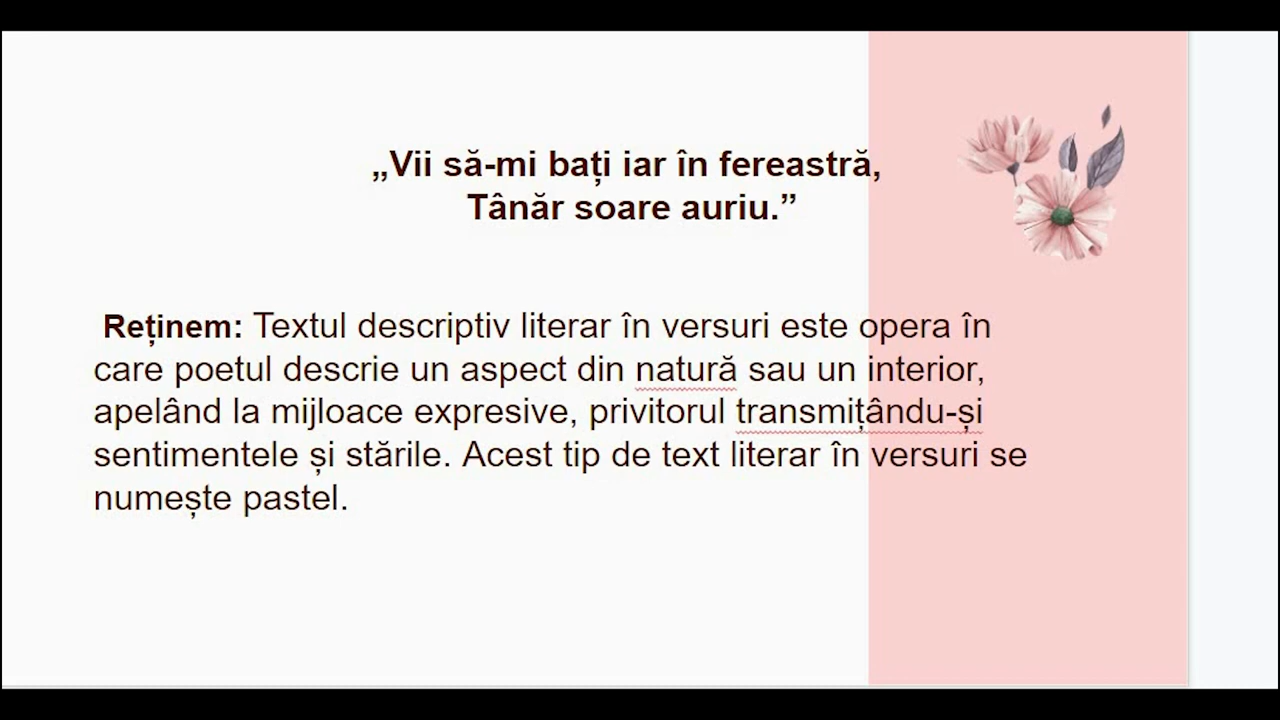 „Vii să-mi bați iar în fereastră,
Tânăr soare auriu.”
Reținem: Textul descriptiv literar în versuri este opera în
care poetul descrie un aspect din natură sau un interior,
apelând la mijloace expresive, privitorul transmițându-și
sentimentele și stările. Acest tip de text literar în versuri se
numește pastel.